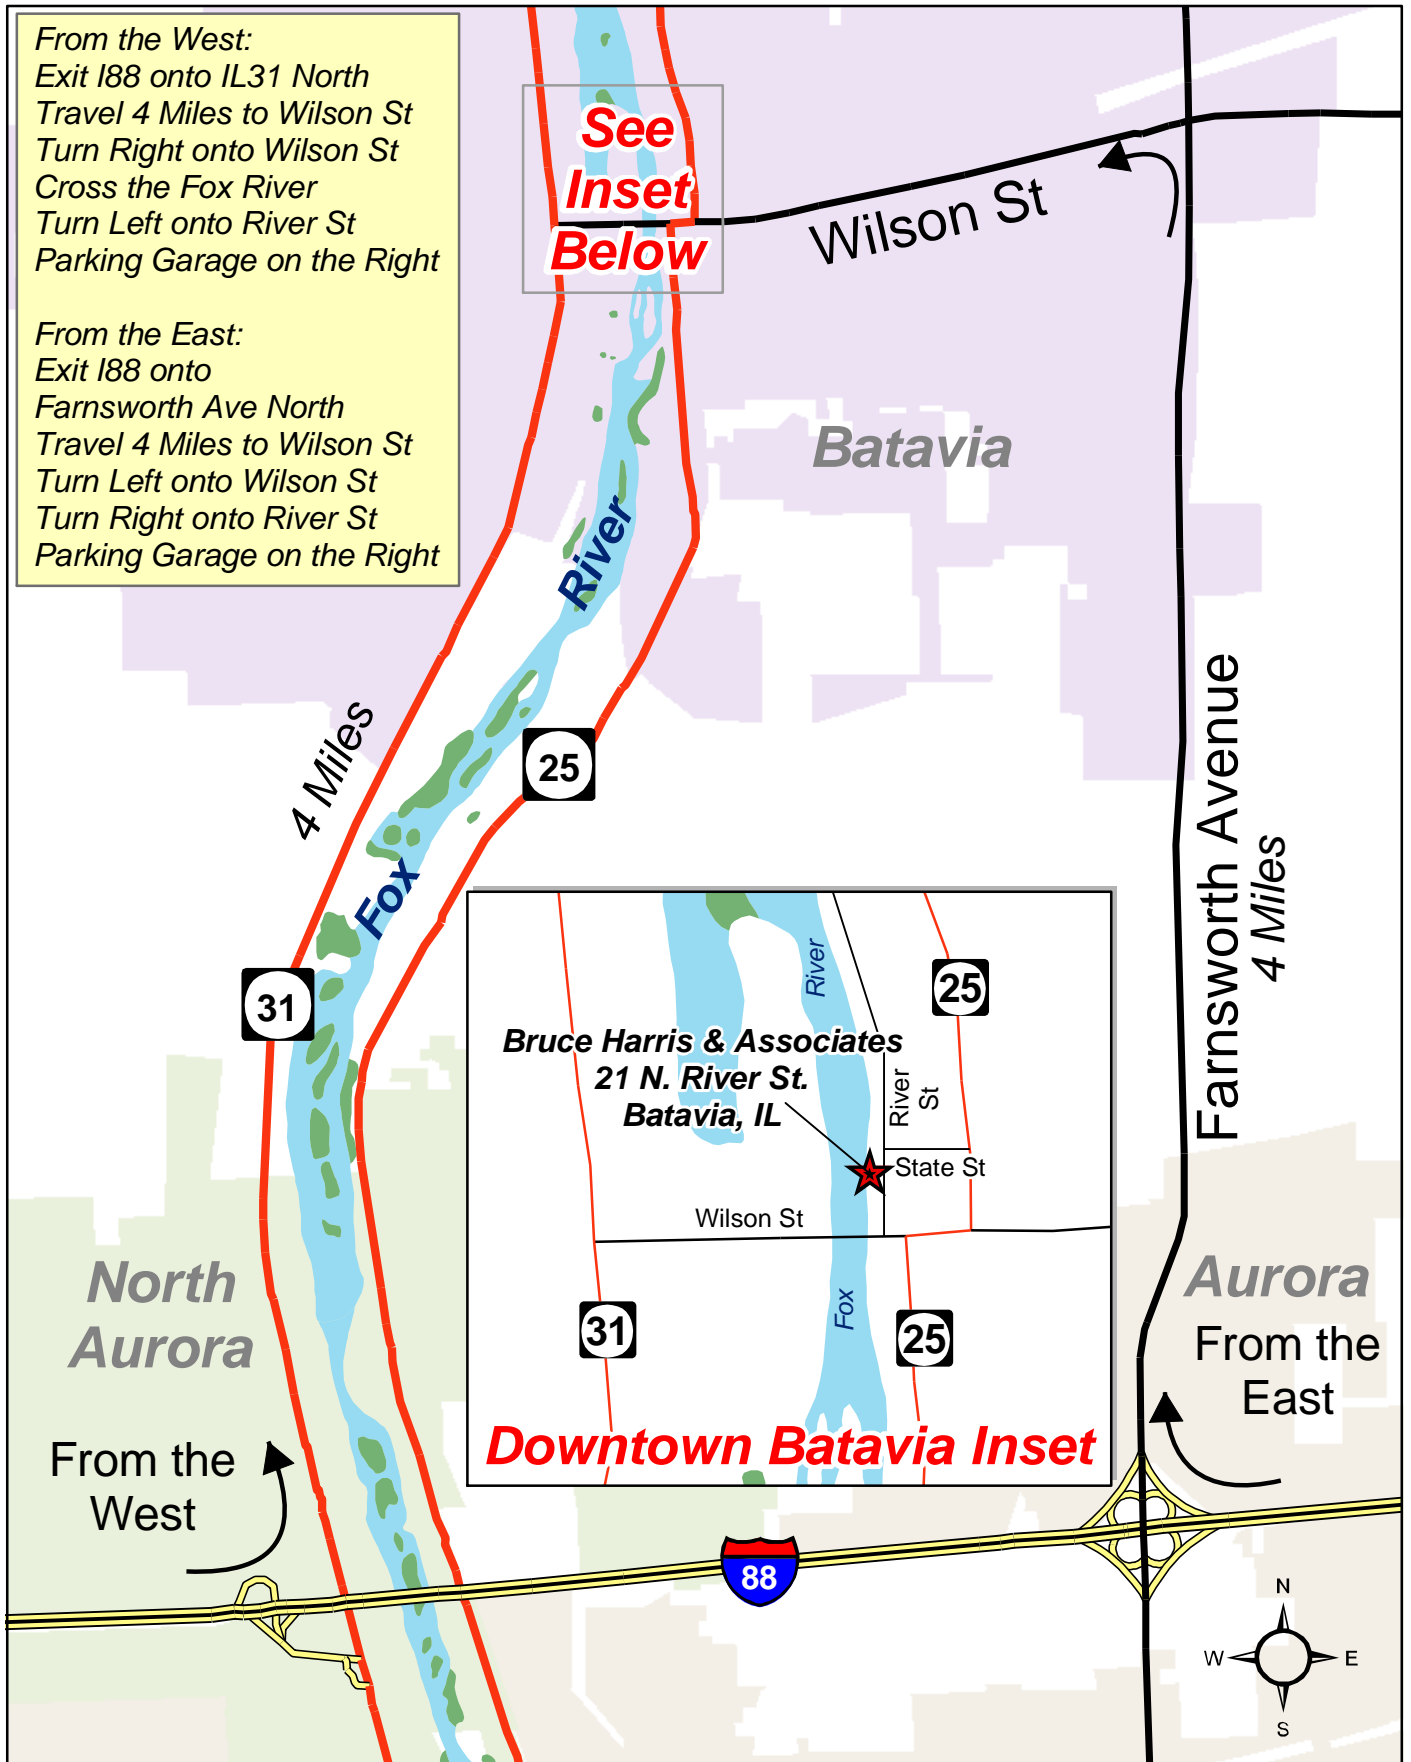 From the West:
Exit I88 onto IL31 North
Travel 4 Miles to Wilson St
Turn Right onto Wilson St
Cross the Fox River
Turn Left onto River St
Parking Garage on the Right
From the East:
Exit I88 onto
Farnsworth Ave North
Travel 4 Miles to Wilson St
Turn Left onto Wilson St
Turn Right onto River St
Parking Garage on the Right
See
Inset
Below
Wilson St
Batavia
River
4 Miles
25
Fox
31
Farnsworth Avenue
4 Miles
River
25
Bruce Harris & Associates
21 N. River St.
Batavia, IL
River
St
State St
Wilson St
Fox
31
25
Downtown Batavia Inset
North
Aurora
Aurora
From the
East
From the
West
88
N
W
E
S